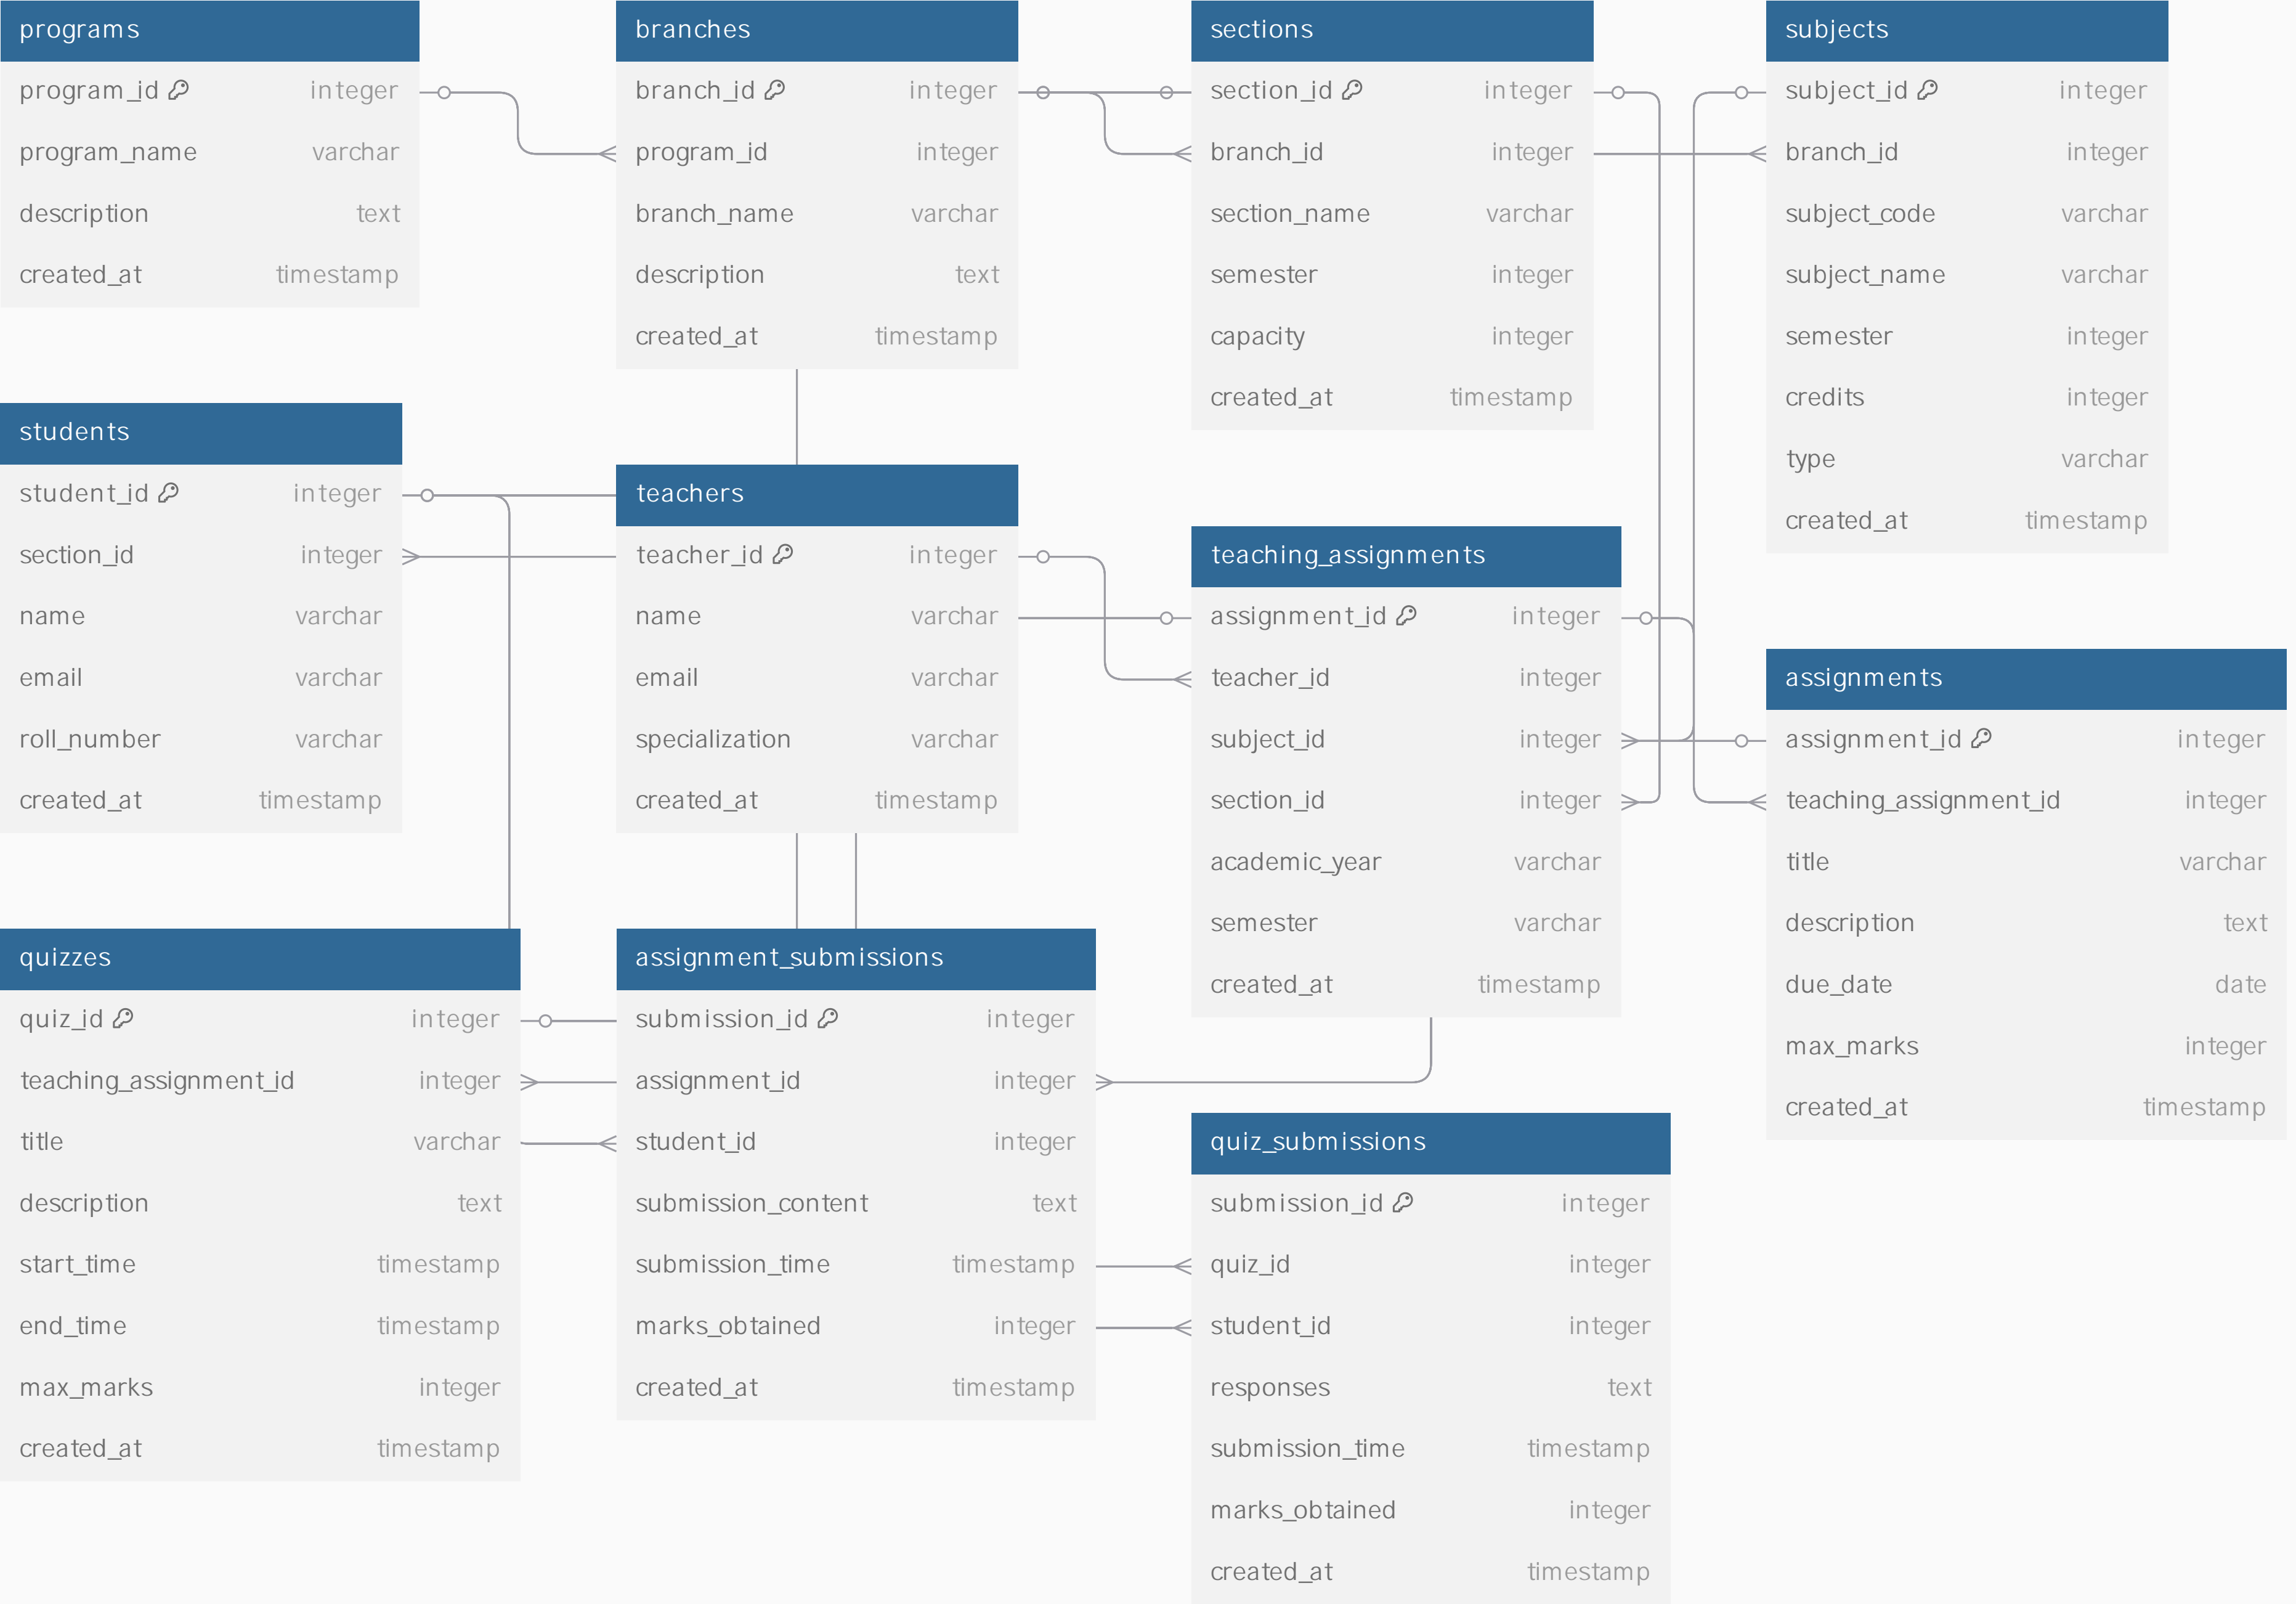 programs
program_id integer
program_name varchar
description text
created_at timestamp
branches
branch_id integer
program_id integer
branch_name varchar
description text
created_at timestamp
sections
section_id integer
branch_id integer
section_name varchar
semester integer
capacity integer
created_at timestamp
subjects
subject_id integer
branch_id integer
subject_code varchar
subject_name varchar
semester integer
credits integer
type varchar
created_at timestamp
students
student_id integer
section_id integer
name varchar
email varchar
roll_number varchar
created_at timestamp
teachers
teacher_id integer
name varchar
email varchar
specialization varchar
created_at timestamp
teaching_assignments
assignment_id integer
teacher_id integer
subject_id integer
section_id integer
academic_year varchar
semester varchar
created_at timestamp
assignments
assignment_id integer
teaching_assignment_id integer
title varchar
description text
due_date date
max_marks integer
created_at timestamp
quizzes
quiz_id integer
teaching_assignment_id integer
title varchar
description text
start_time timestamp
end_time timestamp
max_marks integer
created_at timestamp
assignment_submissions
submission_id integer
assignment_id integer
student_id integer
submission_content text
submission_time timestamp
marks_obtained integer
created_at timestamp
quiz_submissions
submission_id integer
quiz_id integer
student_id integer
responses text
submission_time timestamp
marks_obtained integer
created_at timestamp